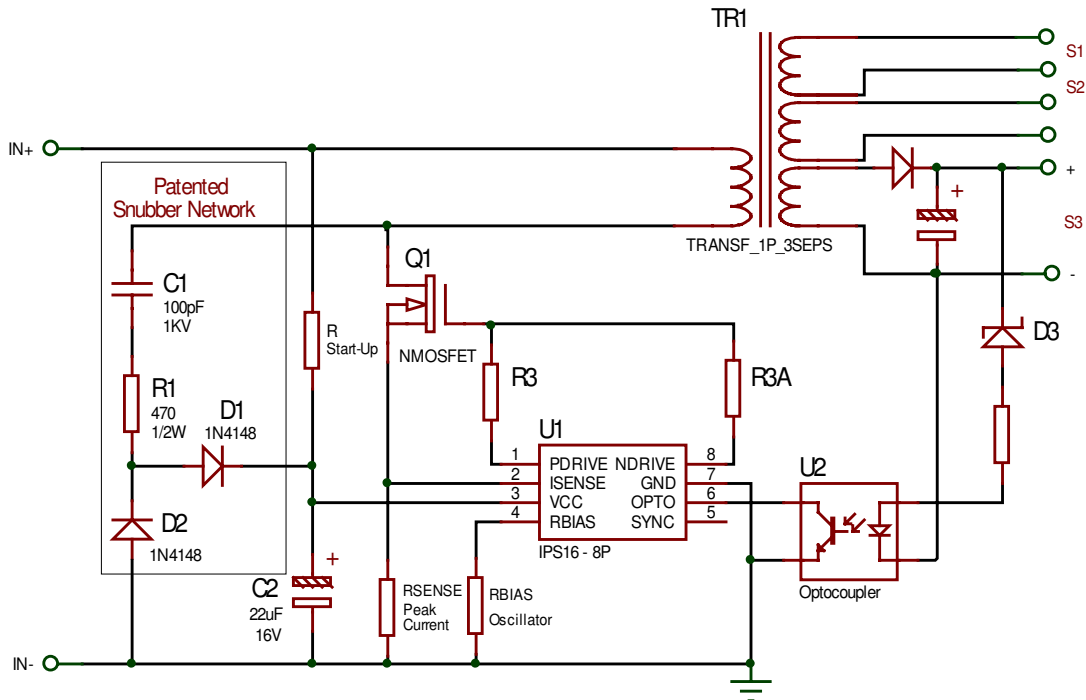 TR1
S1
S2
IN+
+
Patented
Snubber Network
+
S3
TRANSF_1P_3SEPS
-
Q1
C1
100pF
1KV
R
Start-Up
NMOSFET
D3
R3
R3A
R1
470
1/2W
D1
1N4148
U1
1 PDRIVE NDRIVE 8
2 ISENSE GND 7
3 VCC OPTO 6
4 RBIAS SYNC 5
IPS16 - 8P
U2
Optocoupler
D2
1N4148
+
C2
22uF
16V
RSENSE
Peak
Current
RBIAS
Oscillator
IN-